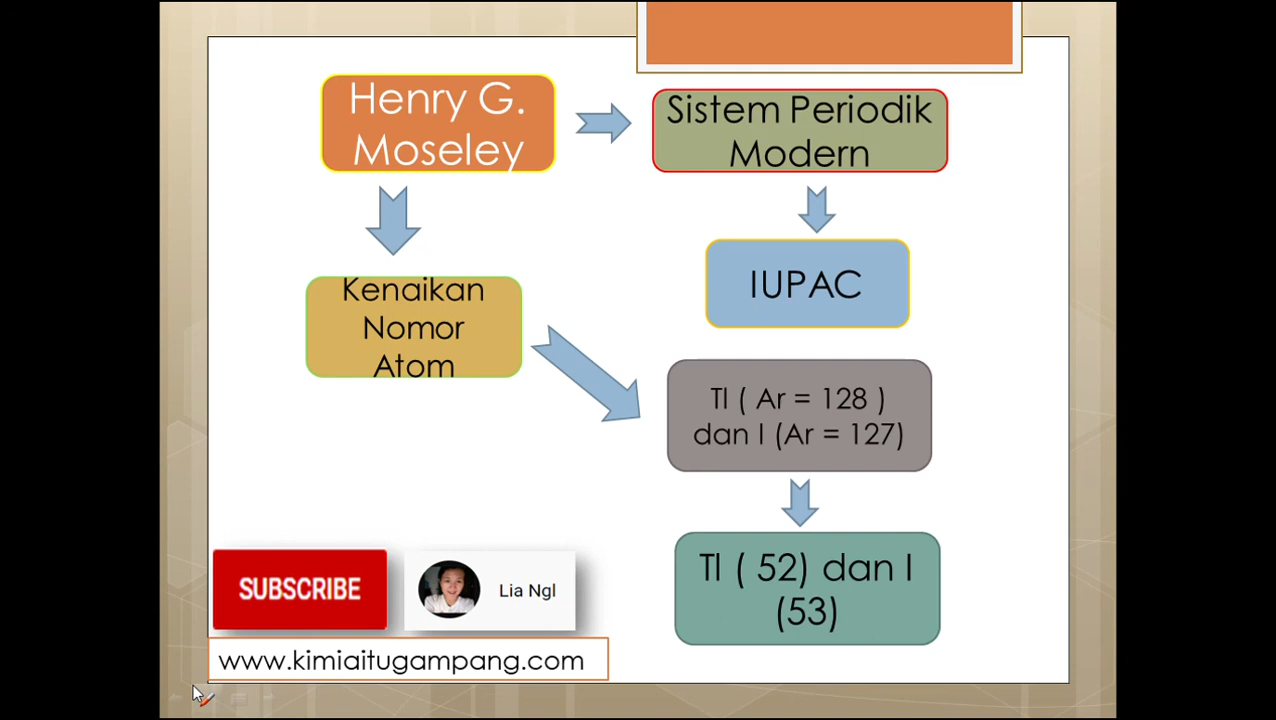 Henry G.
Moseley
Sistem Periodik
Modern
IUPAC
Kenaikan
Nomor
Atom
Tl ( Ar = 128 )
dan I (Ar = 127)
Tl ( 52) dan I
(53)
SUBSCRIBE
Lia Ngl
www.kimiaitugampang.com